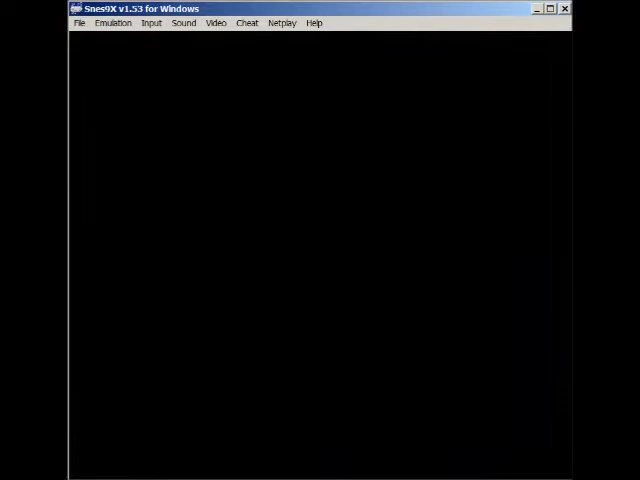 Snes9X v1.53 for Windows
File Emulation Input Sound Video Cheat Netplay Help